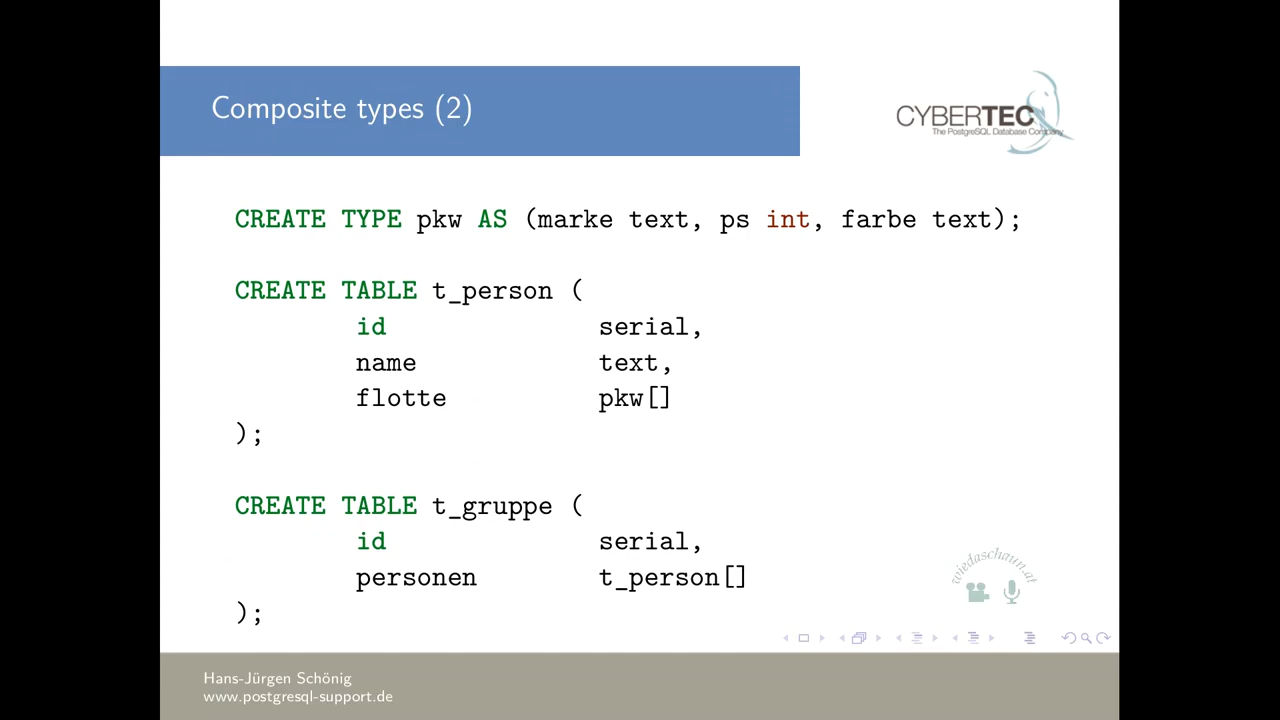 Composite types (2)
CYBERTEC
The PostgreSQL Database Company
CREATE TYPE pkw AS (marke text, ps int, farbe text);
CREATE TABLE t_person (
id serial,
name text,
flotte pkw[]
);
CREATE TABLE t_gruppe (
id serial,
personen t_person[]
);
wiedaschaun.at
Hans-Jürgen Schönig
www.postgresql-support.de